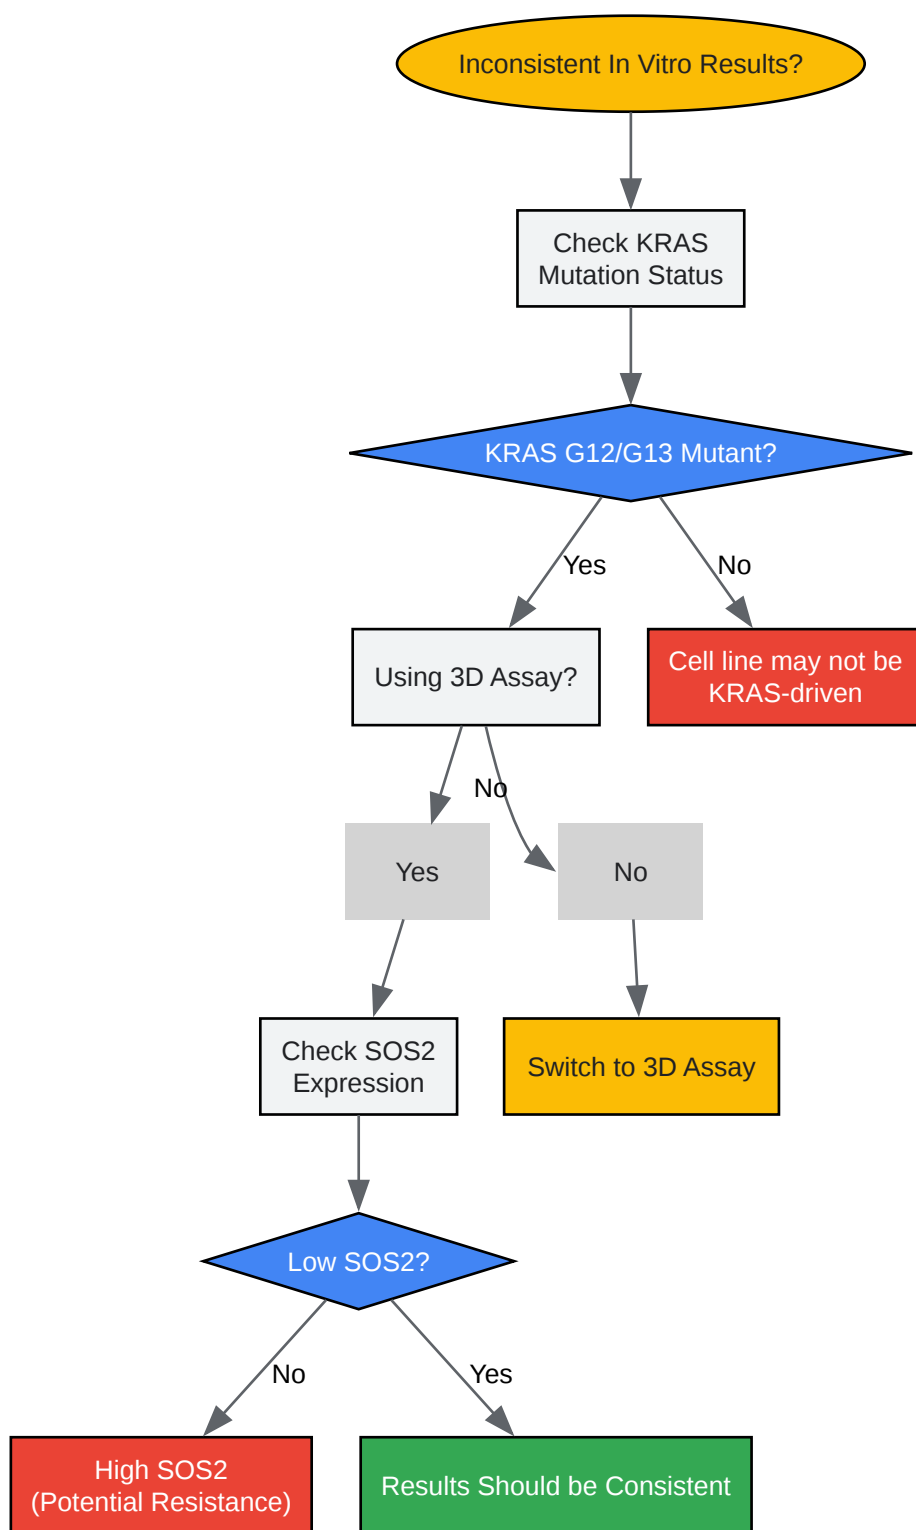 Inconsistent In Vitro Results?
Check KRAS
Mutation Status
KRAS G12/G13 Mutant?
Yes
No
Using 3D Assay?
Cell line may not be
KRAS-driven
No
Yes
No
Check SOS2
Expression
Switch to 3D Assay
Low SOS2?
No
Yes
High SOS2
(Potential Resistance)
Results Should be Consistent